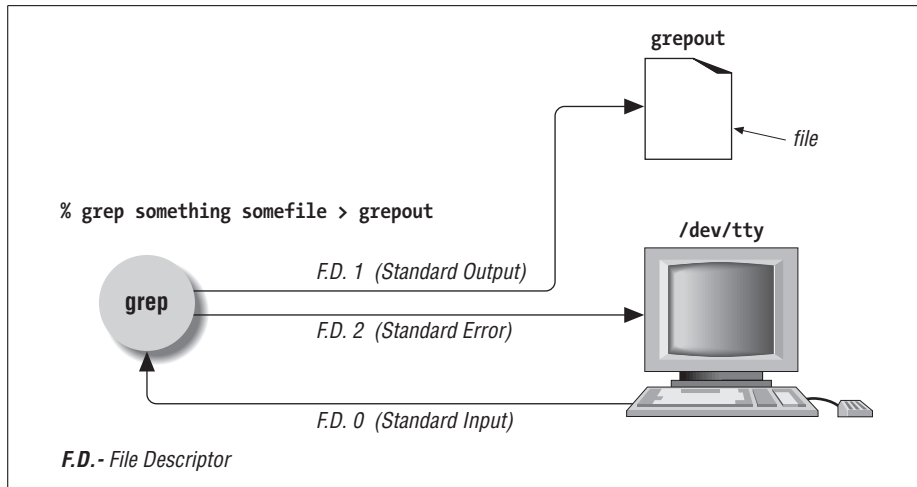 grepout
file
% grep something somefile > grepout
/dev/tty
F.D. 1 (Standard Output)
grep
F.D. 2 (Standard Error)
F.D. 0 (Standard Input)
F.D.- File Descriptor